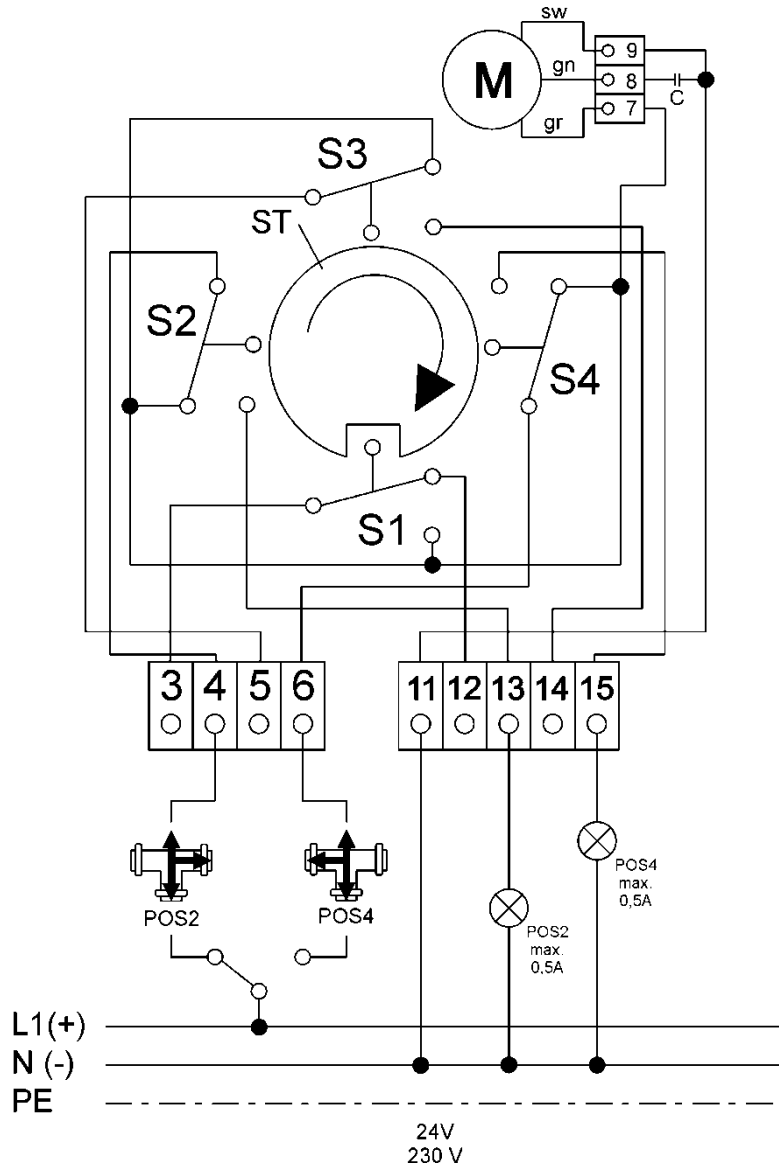 sw
9
M
gn
8
C
7
gr
S3
ST
S2
S4
S1
3
4
5
6
11
12
13
14
15
POS2
POS4
POS4
max.
0,5A
POS2
max.
0,5A
L1(+)
N (-)
PE
24V
230 V